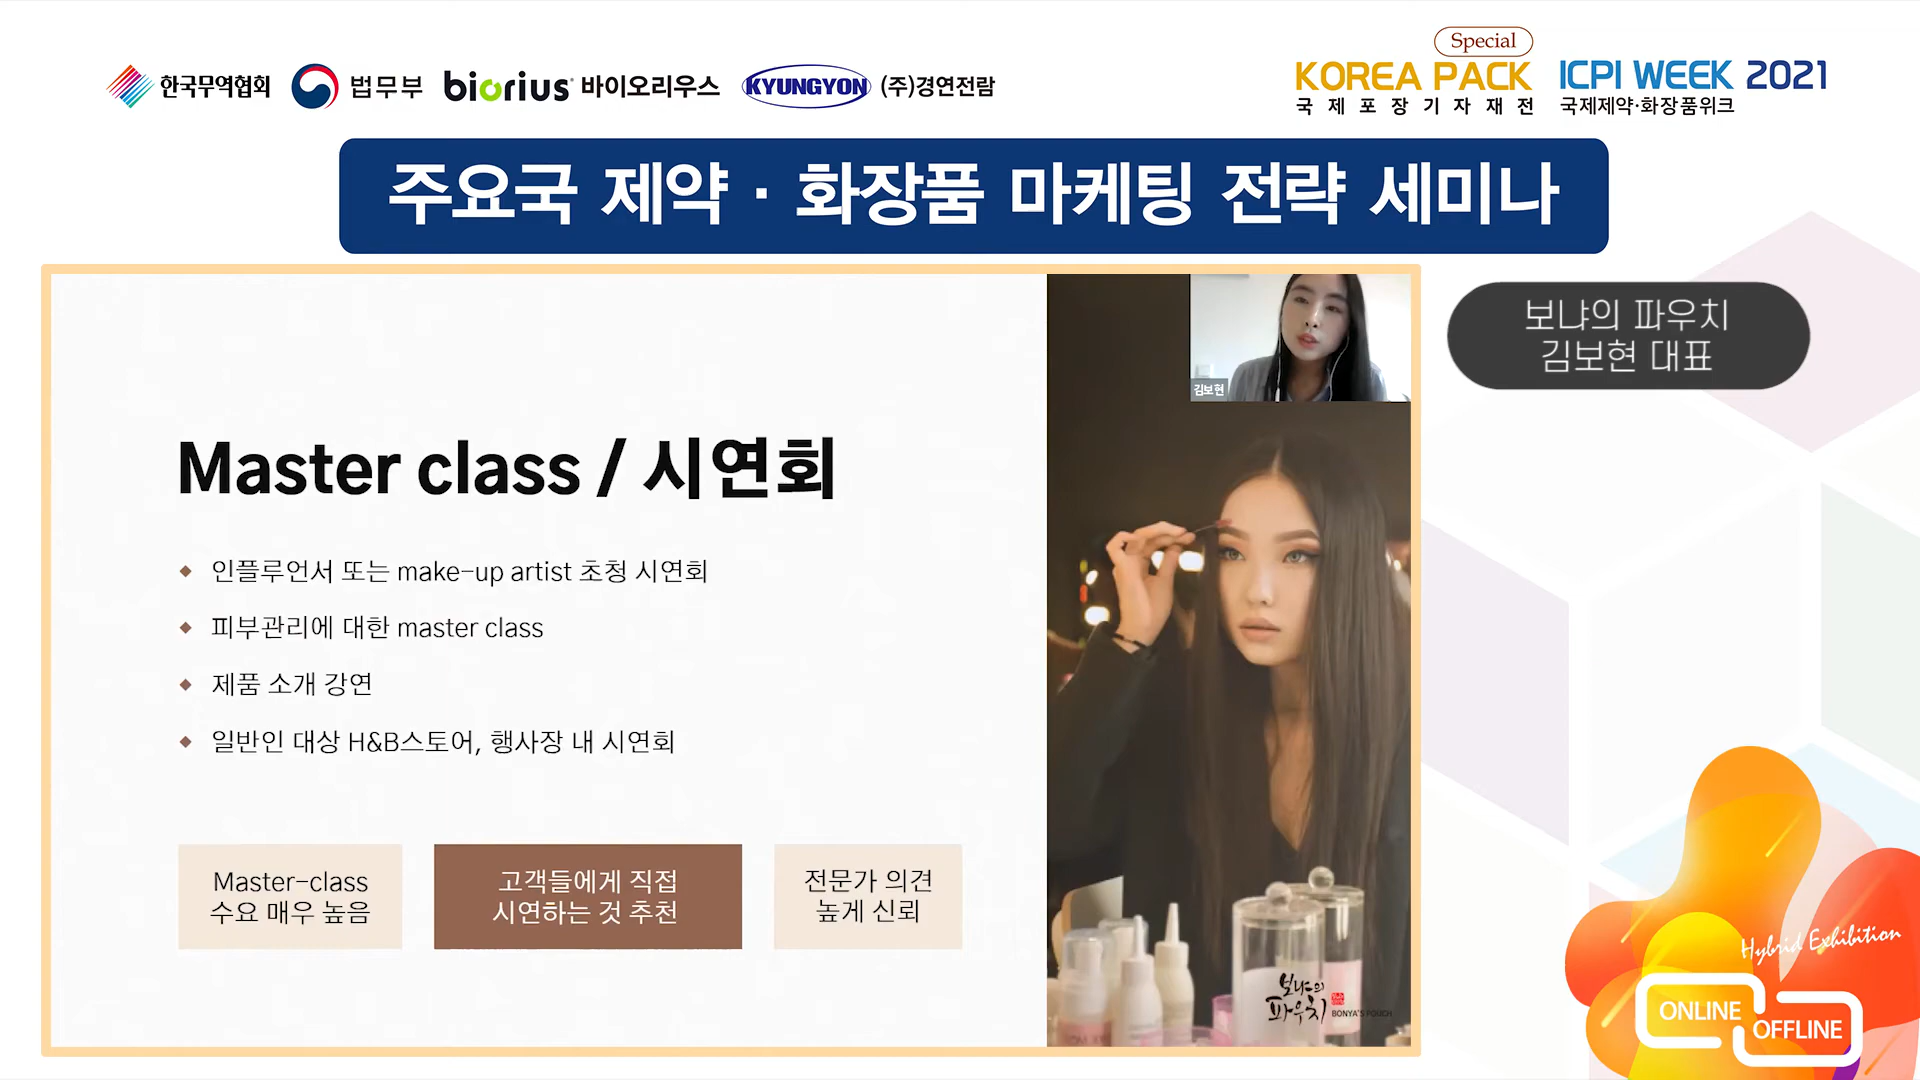 한국무역협회
법무부
biorius 바이오리우스
KYUNGYON (주)경연전람
Special
KOREA PACK
국제포장기자재전
ICPI WEEK 2021
국제제약·화장품위크
주요국 제약 · 화장품 마케팅 전략 세미나
보냐의 파우치
김보현 대표
김보현
Master class / 시연회
인플루언서 또는 make-up artist 초청 시연회
피부관리에 대한 master class
제품 소개 강연
일반인 대상 H&B스토어, 행사장 내 시연회
Master-class
수요 매우 높음
고객들에게 직접
시연하는 것 추천
전문가 의견
높게 신뢰
보냐의
파우치
BONYA'S POUCH
Hybrid Exhibition
ONLINE
OFFLINE